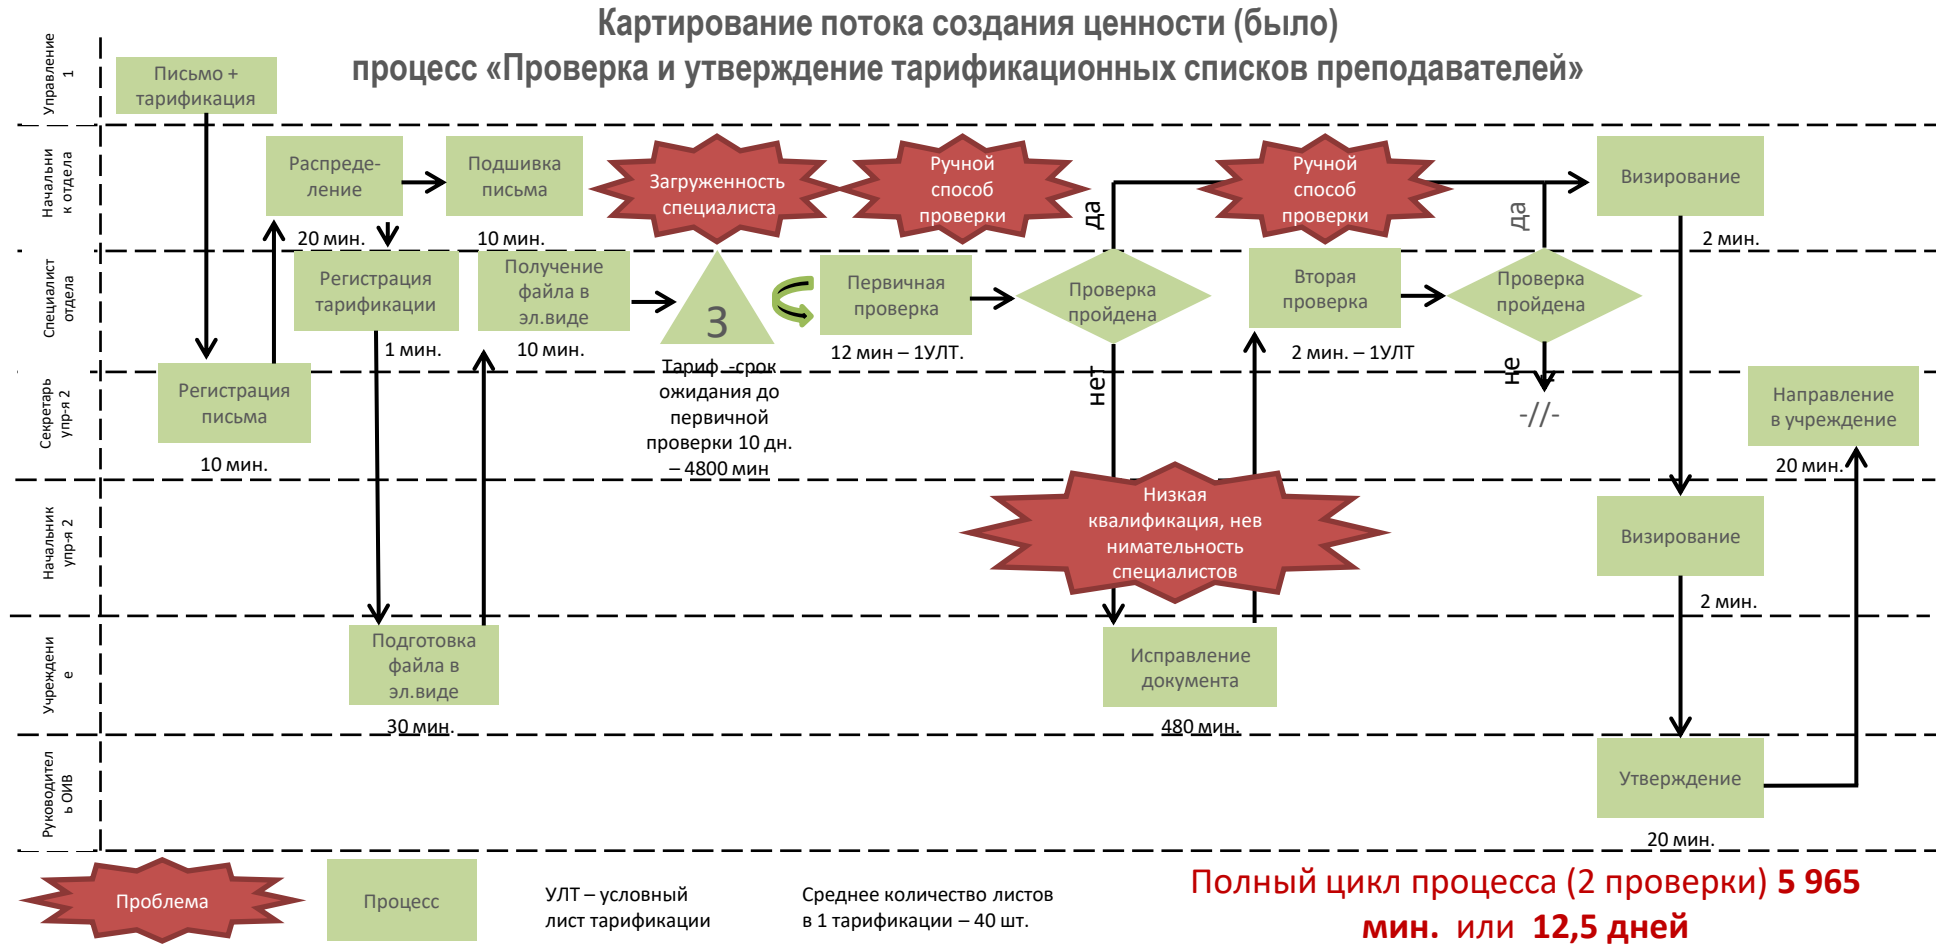 Картирование потока создания ценности (было)
процесс «Проверка и утверждение тарификационных списков преподавателей»
Управление
1
Письмо +
тарификация
Начальни
к отдела
Распреде-
ление
20 мин.
Подшивка
письма
10 мин.
Загруженность
специалиста
Ручной
способ
проверки
да
Ручной
способ
проверки
да
Визирование
2 мин.
Специалист
отдела
Регистрация
тарификации
1 мин.
Получение
файла в
эл.виде
10 мин.
3
Тариф -срок
ожидания до
первичной
проверки 10 дн.
– 4800 мин
Первичная
проверка
12 мин – 1УЛТ.
Проверка
пройдена
нет
Вторая
проверка
2 мин. – 1УЛТ
Проверка
пройдена
не
-//-
Секретарь
упр-я 2
Регистрация
письма
10 мин.
Направление
в учреждение
20 мин.
Начальник
упр-я 2
Низкая
квалификация, нев
нимательность
специалистов
Визирование
2 мин.
Учреждени
е
Подготовка
файла в
эл.виде
30 мин.
Исправление
документа
480 мин.
Руководител
ь ОИВ
Утверждение
20 мин.
Проблема
Процесс
УЛТ – условный
лист тарификации
Среднее количество листов
в 1 тарификации – 40 шт.
Полный цикл процесса (2 проверки) 5 965
мин. или 12,5 дней